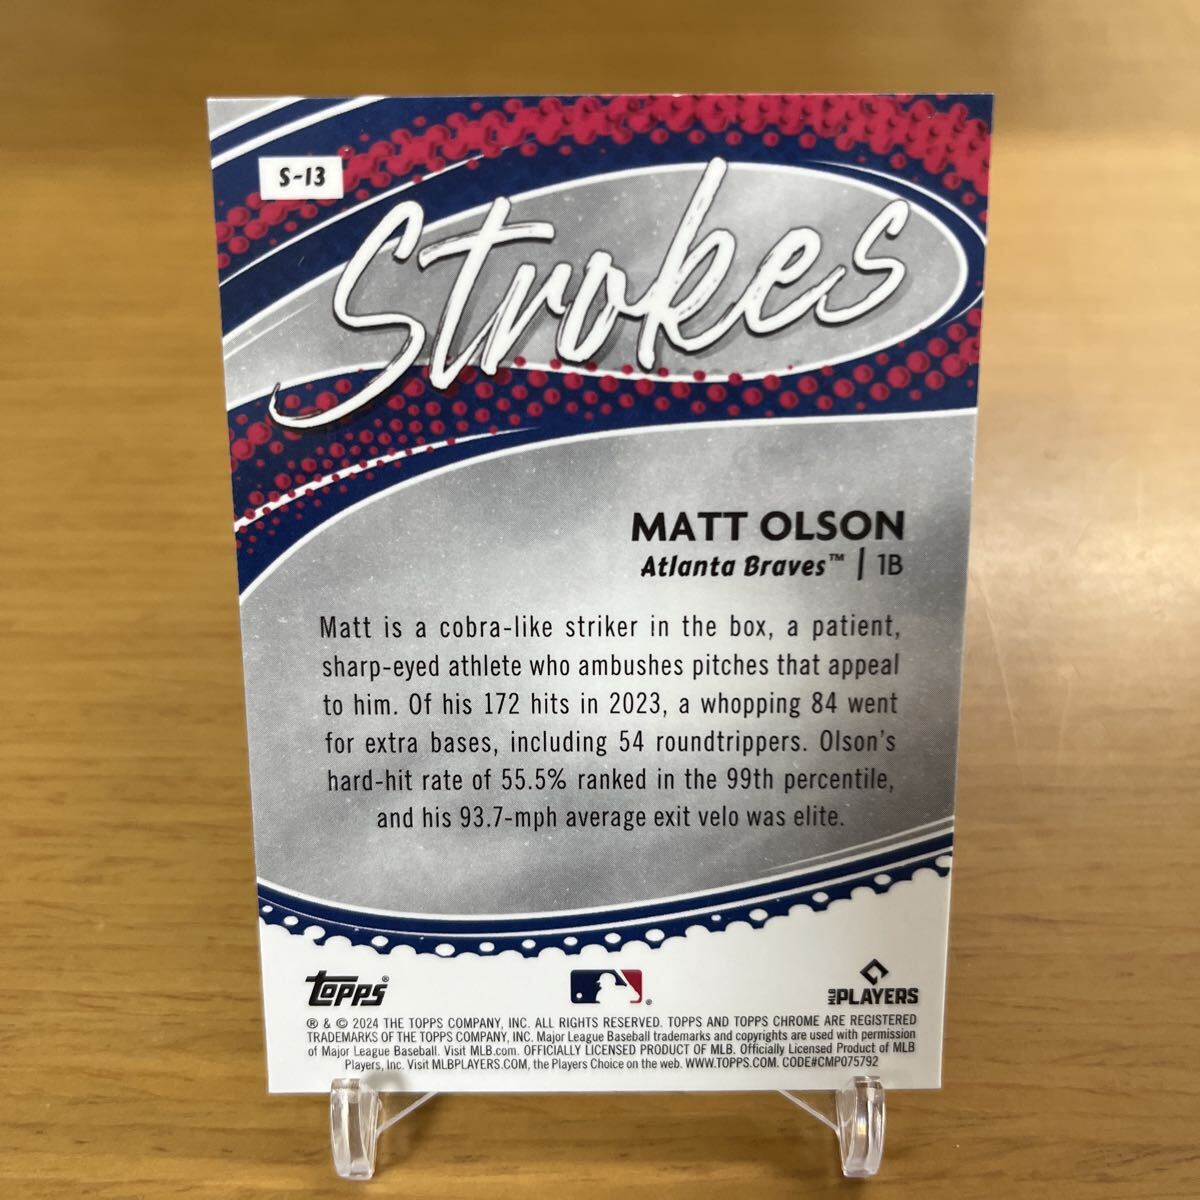 S-13
Strokes
MATT OLSON
Atlanta Braves™ | 1B
Matt is a cobra-like striker in the box, a patient,
sharp-eyed athlete who ambushes pitches that appeal
to him. Of his 172 hits in 2023, a whopping 84 went
for extra bases, including 54 roundtrippers. Olson's
hard-hit rate of 55.5% ranked in the 99th percentile,
and his 93.7-mph average exit velo was elite.
topps®
®
MLB PLAYERS
® & © 2024 THE TOPPS COMPANY, INC. ALL RIGHTS RESERVED. TOPPS AND TOPPS CHROME ARE REGISTERED
TRADEMARKS OF THE TOPPS COMPANY, INC. Major League Baseball trademarks and copyrights are used with permission
of Major League Baseball. Visit MLB.com. OFFICIALLY LICENSED PRODUCT OF MLB. Officially Licensed Product of MLB
Players, Inc. Visit MLBPLAYERS.COM, the Players Choice on the web. WWW.TOPPS.COM. CODE#CMP075792